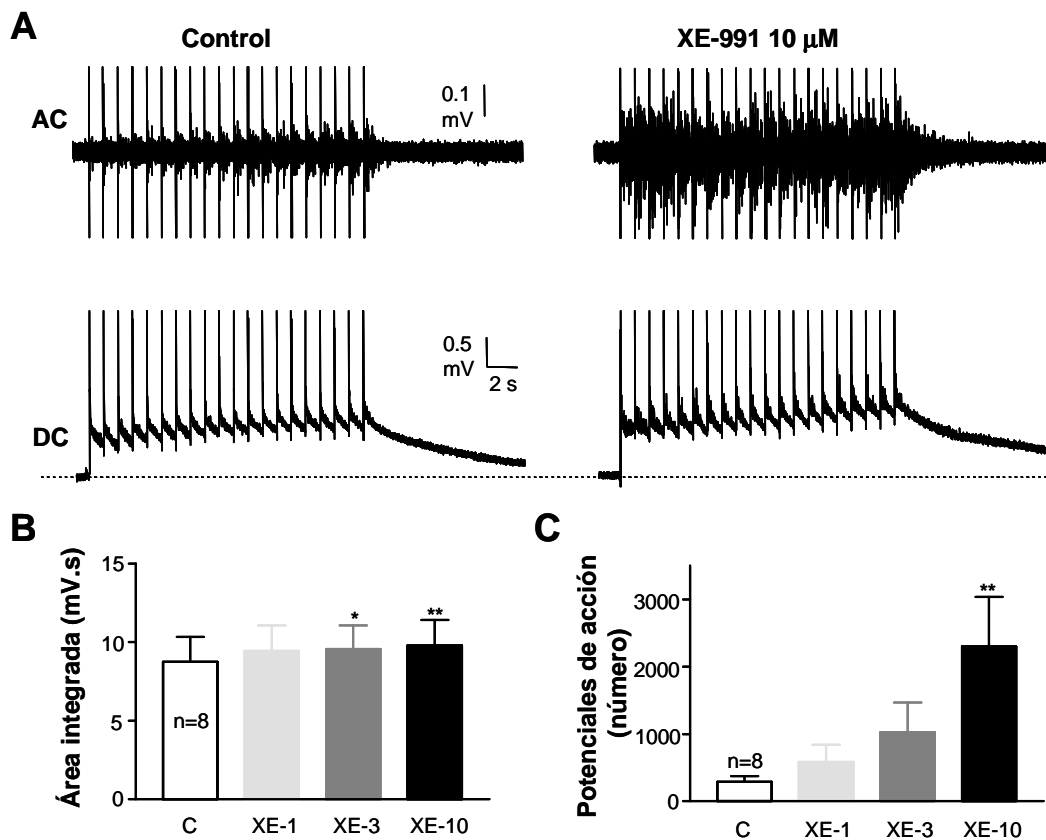 A
Control
XE-991 10 μM
AC
0.1
mV
DC
0.5
mV
2 s
B
Área integrada (mV.s)
15
10
5
0
n=8
*
**
C
XE-1
XE-3
XE-10
C
Potenciales de acción
(número)
3000
2000
1000
0
n=8
**
C
XE-1
XE-3
XE-10